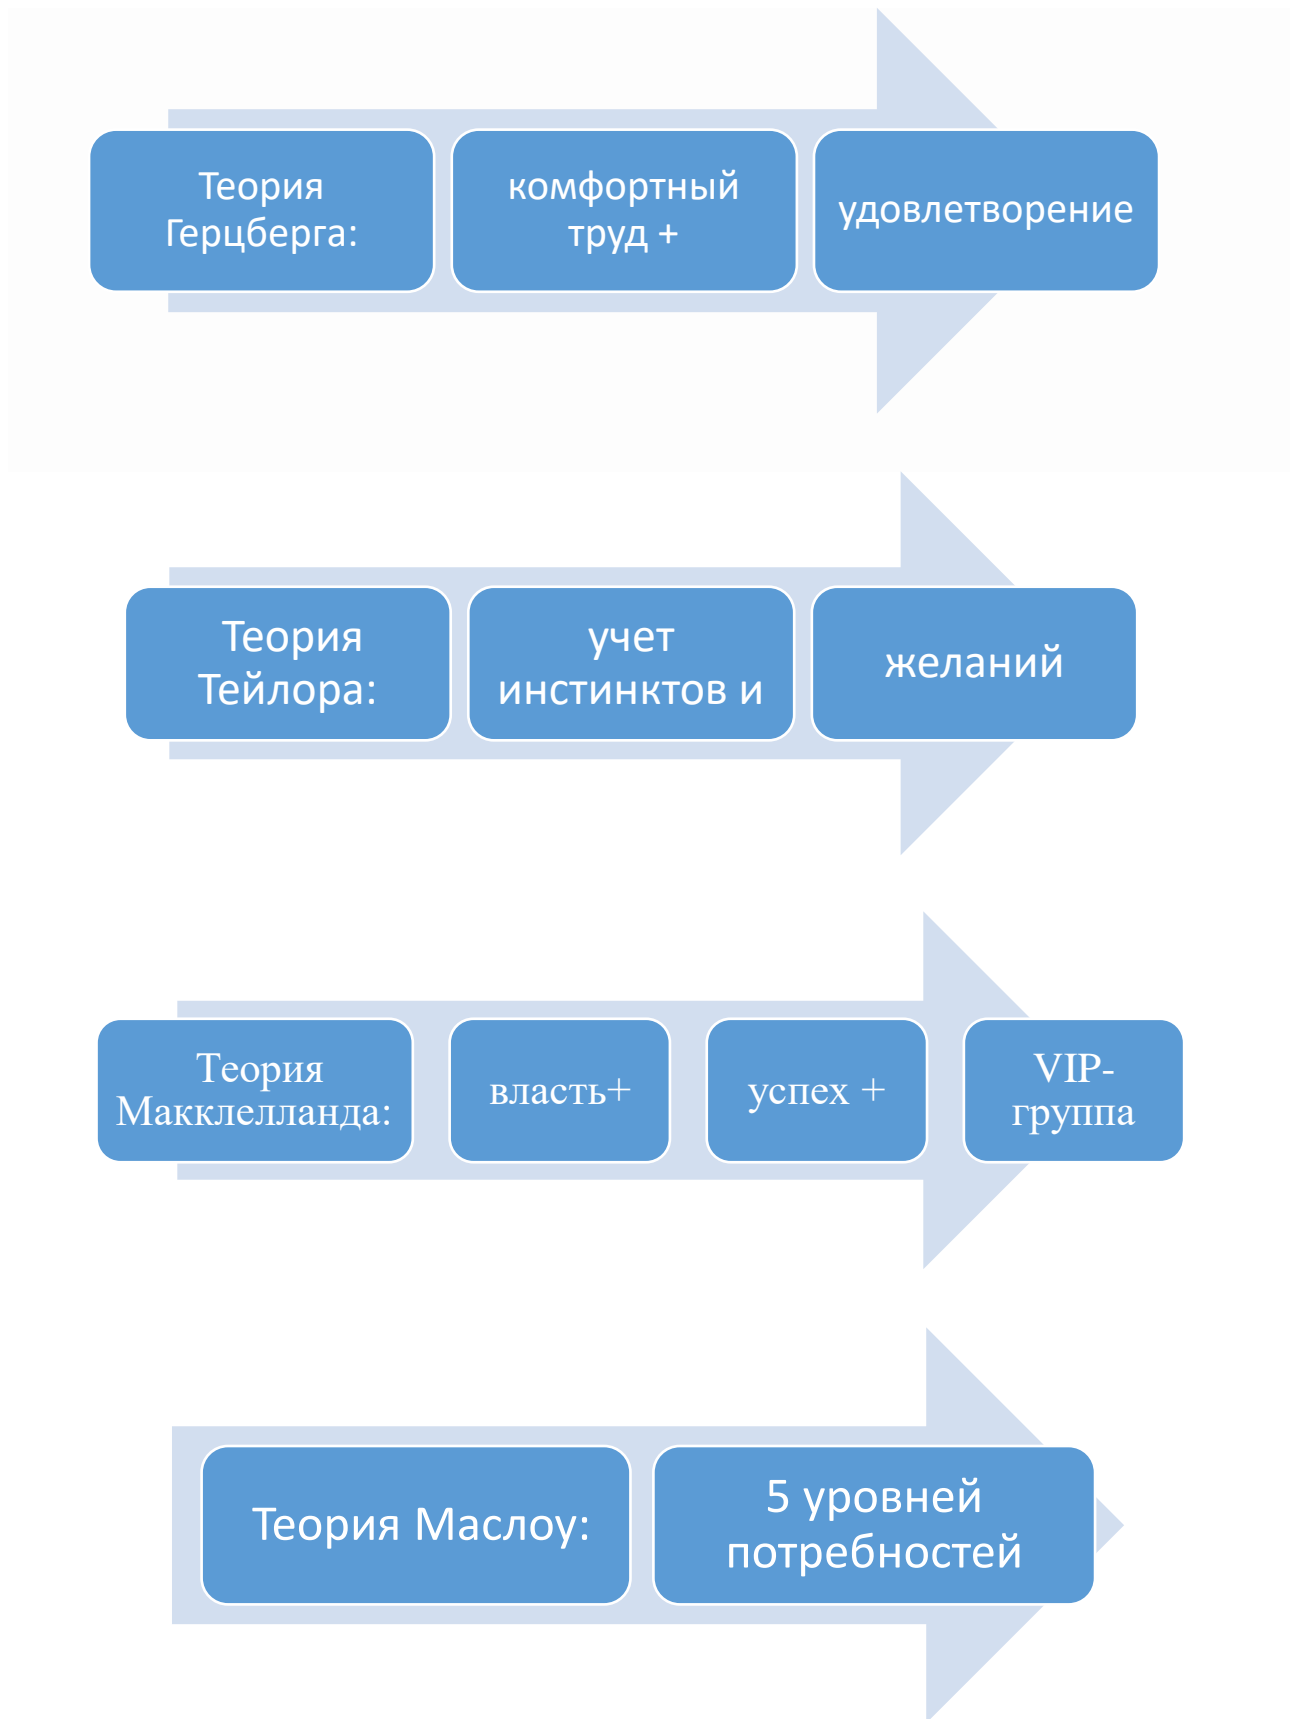 Теория
Герцберга:
комфортный
труд +
удовлетворение
Теория
Тейлора:
учет
инстинктов и
желаний
Теория
Макклелланда:
власть+
успех +
VIP-
группа
Теория Маслоу:
5 уровней
потребностей